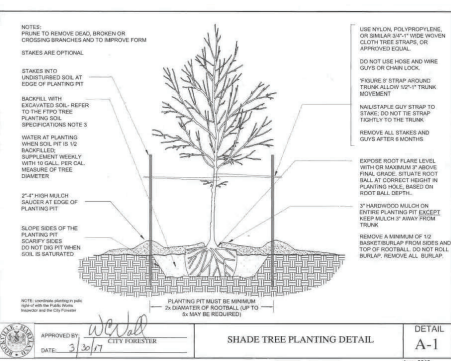 NOTES:
PRUNE TO REMOVE DEAD, BROKEN OR
CROSSING BRANCHES AND TO IMPROVE FORM
STAKES ARE OPTIONAL
STAKES INTO
UNDISTURBED SOIL AT
EDGE OF PLANTING PIT
BACKFILL WITH
EXCAVATED SOIL- REFER
TO THE FTPO TREE
PLANTING SOIL
SPECIFICATIONS NOTE 3
WATER AT PLANTING
WHEN SOIL PIT IS 1/2
BACKFILLED;
SUPPLEMENT WEEKLY
WITH 10 GALL. PER CAL.
MEASURE OF TREE
DIAMETER
2"-4" HIGH MULCH
SAUCER AT EDGE OF
PLANTING PIT
SLOPE SIDES OF THE
PLANTING PIT
SCARIFY SIDES
DO NOT DIG PIT WHEN
SOIL IS SATURATED
NOTE: coordinate planting in public
right-of-way with the Public Works
Inspector and the City Forester
USE NYLON, POLYPROPYLENE,
OR SIMILAR 3/4"-1" WIDE WOVEN
CLOTH TREE STRAPS, OR
APPROVED EQUAL.
DO NOT USE HOSE AND WIRE
GUYS OR CHAIN LOCK.
'FIGURE 8' STRAP AROUND
TRUNK ALLOW 1/2"-1" TRUNK
MOVEMENT
NAIL/STAPLE GUY STRAP TO
STAKE; DO NOT TIE STRAP
TIGHTLY TO THE TRUNK
REMOVE ALL STAKES AND
GUYS AFTER 6 MONTHS.
EXPOSE ROOT FLARE LEVEL
WITH OR MAXIMUM 3" ABOVE
FINAL GRADE. SITUATE ROOT
BALL AT CORRECT HEIGHT IN
PLANTING HOLE, BASED ON
ROOT BALL DEPTH..
3" HARDWOOD MULCH ON
ENTIRE PLANTING PIT EXCEPT
KEEP MULCH 3" AWAY FROM
TRUNK
REMOVE A MINIMUM OF 1/2
BASKET/BURLAP FROM SIDES AND
TOP OF ROOTBALL. DO NOT ROLL
BURLAP. REMOVE ALL BURLAP.
PLANTING PIT MUST BE MINIMUM
2x DIAMATER OF ROOTBALL (UP TO
5x MAY BE REQUIRED)
APPROVED BY: WCWall
CITY FORESTER
DATE: 3/30/17
SHADE TREE PLANTING DETAIL
DETAIL
A-1